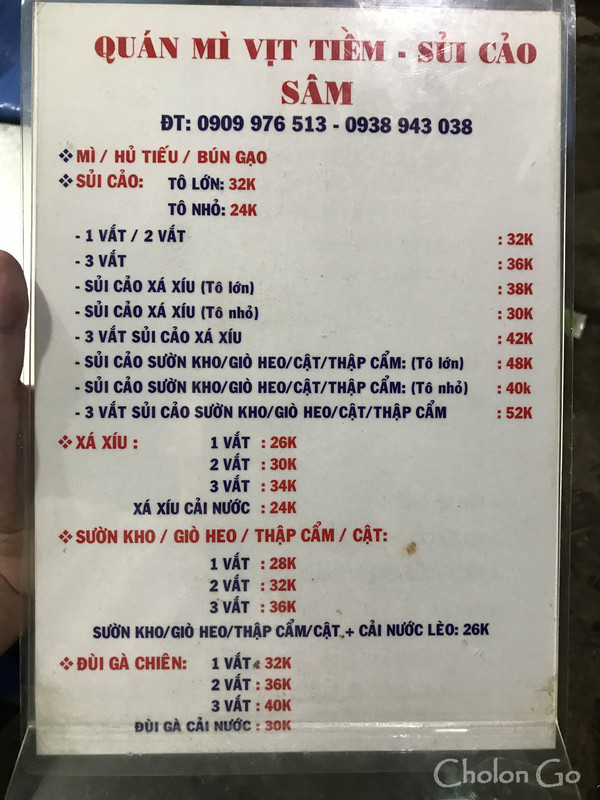 QUÁN MÌ VỊT TIỀM - SỦI CẢO
SÂM
ĐT: 0909 976 513 - 0938 943 038
❖MÌ / HỦ TIẾU / BÚN GẠO
❖SỦI CẢO: TÔ LỚN: 32K
TÔ NHỎ: 24K
- 1 VẮT / 2 VẮT : 32K
- 3 VẮT : 36K
- SỦI CẢO XÁ XÍU (Tô lớn) : 38K
- SỦI CẢO XÁ XÍU (Tô nhỏ) : 30K
- 3 VẮT SỦI CẢO XÁ XÍU : 42K
- SỦI CẢO SƯỜN KHO/GIÒ HEO/CẬT/THẬP CẨM: (Tô lớn) : 48K
- SỦI CẢO SƯỜN KHO/GIÒ HEO/CẬT/THẬP CẨM: (Tô nhỏ) : 40k
- 3 VẮT SỦI CẢO SƯỜN KHO/GIÒ HEO/CẬT/THẬP CẨM : 52K
❖XÁ XÍU : 1 VẮT : 26K
2 VẮT : 30K
3 VẮT : 34K
XÁ XÍU CẢI NƯỚC : 24K
❖SƯỜN KHO / GIÒ HEO / THẬP CẨM / CẬT:
1 VẮT : 28K
2 VẮT : 32K
3 VẮT : 36K
SƯỜN KHO/GIÒ HEO/THẬP CẨM/CẬT + CẢI NƯỚC LÈO: 26K
❖ĐÙI GÀ CHIÊN: 1 VẮT : 32K
2 VẮT : 36K
3 VẮT : 40K
ĐÙI GÀ CẢI NƯỚC : 30K
Cholon Go